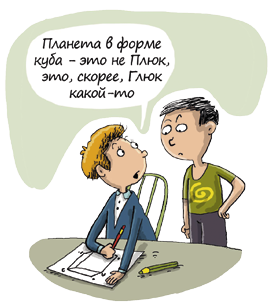 Планета в форме
куба – это не Плюк,
это, скорее, Глюк
какой-то